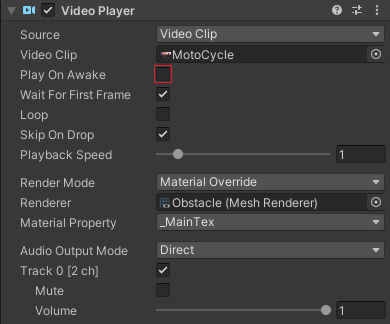 Video Player
Source Video Clip
Video Clip MotoCycle
Play On Awake
Wait For First Frame
Loop
Skip On Drop
Playback Speed 1
Render Mode Material Override
Renderer Obstacle (Mesh Renderer)
Material Property _MainTex
Audio Output Mode Direct
Track 0 [2 ch]
Mute
Volume 1